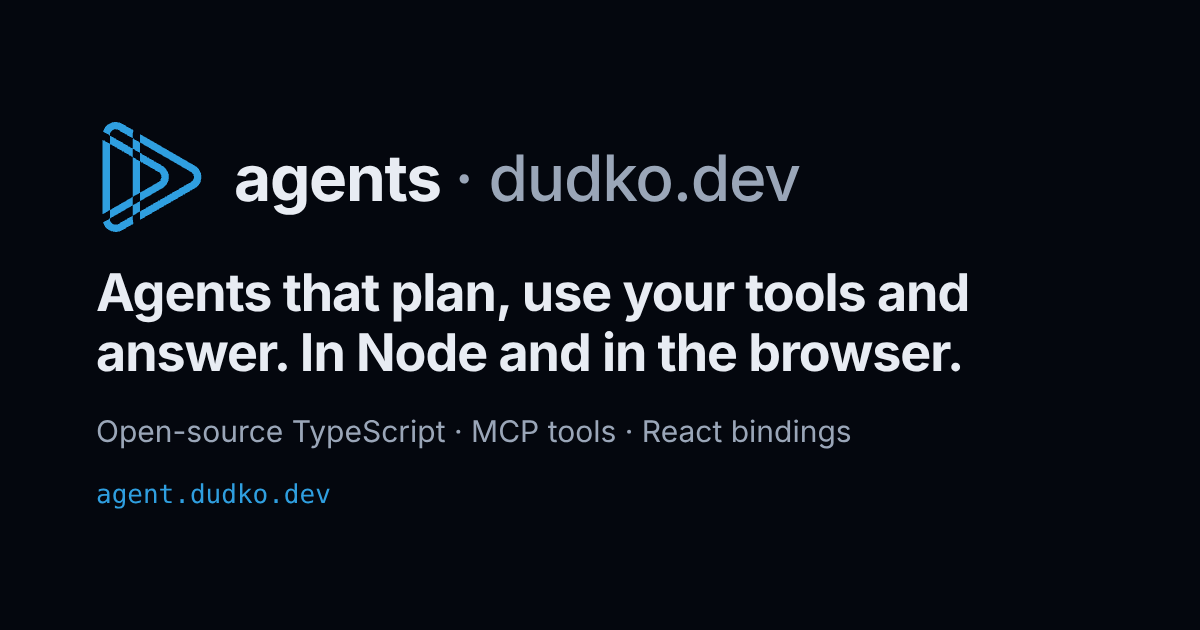 agents · dudko.dev
Agents that plan, use your tools and
answer. In Node and in the browser.
Open-source TypeScript · MCP tools · React bindings
agent.dudko.dev